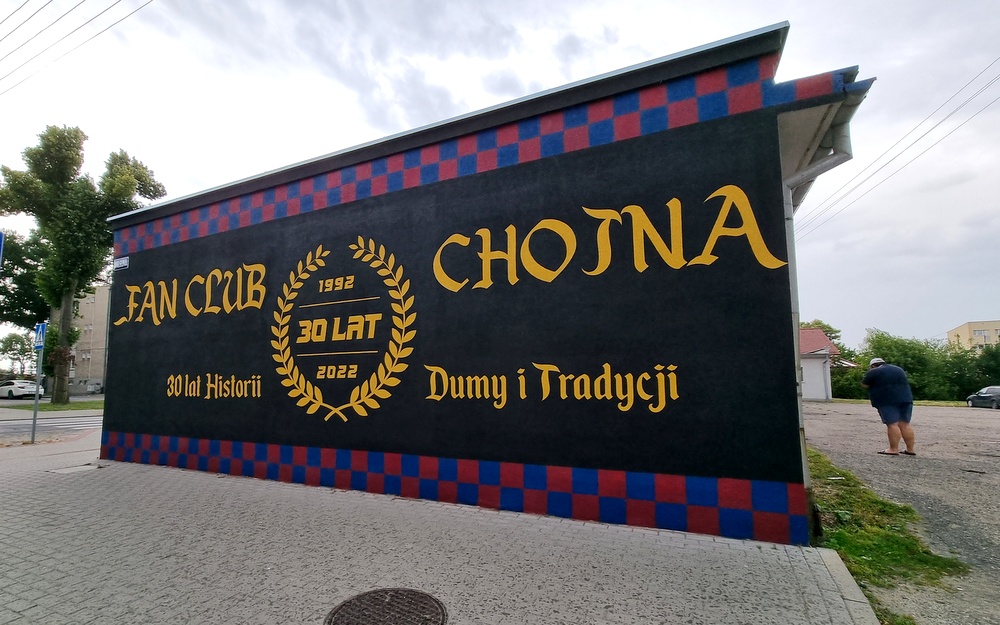 FAN CLUB
CHOJNA
1992
30 LAT
2022
30 lat Historii
Dumy i Tradycji